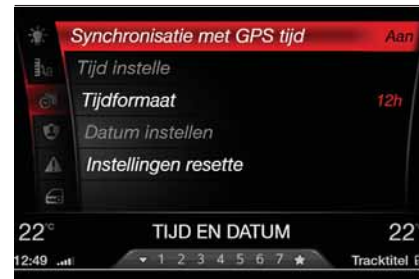 Synchronisatie met GPS tijd Aan
Tijd instelle
Tijdformaat 12h
Datum instellen
Instellingen resette
22° TIJD EN DATUM 22
12:49 1 2 3 4 5 6 7 Tracktitel